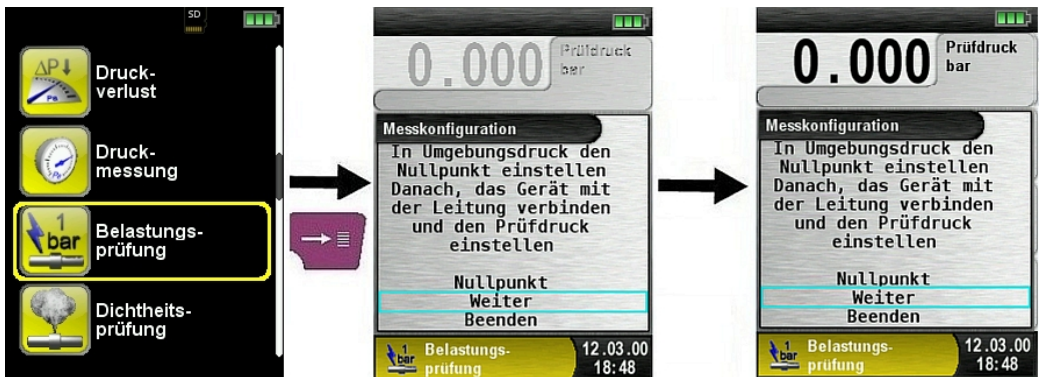 SD
ΔP↓
Pa
Druck-
verlust
Druck-
messung
1
bar
Belastungs-
prüfung
Dichtheits-
prüfung
0.000
Prüfdruck
bar
Messkonfiguration
In Umgebungsdruck den
Nullpunkt einstellen
Danach, das Gerät mit
der Leitung verbinden
und den Prüfdruck
einstellen
Nullpunkt
Weiter
Beenden
1
bar
Belastungs-
prüfung
12.03.00
18:48
0.000
Prüfdruck
bar
Messkonfiguration
In Umgebungsdruck den
Nullpunkt einstellen
Danach, das Gerät mit
der Leitung verbinden
und den Prüfdruck
einstellen
Nullpunkt
Weiter
Beenden
1
bar
Belastungs-
prüfung
12.03.00
18:48